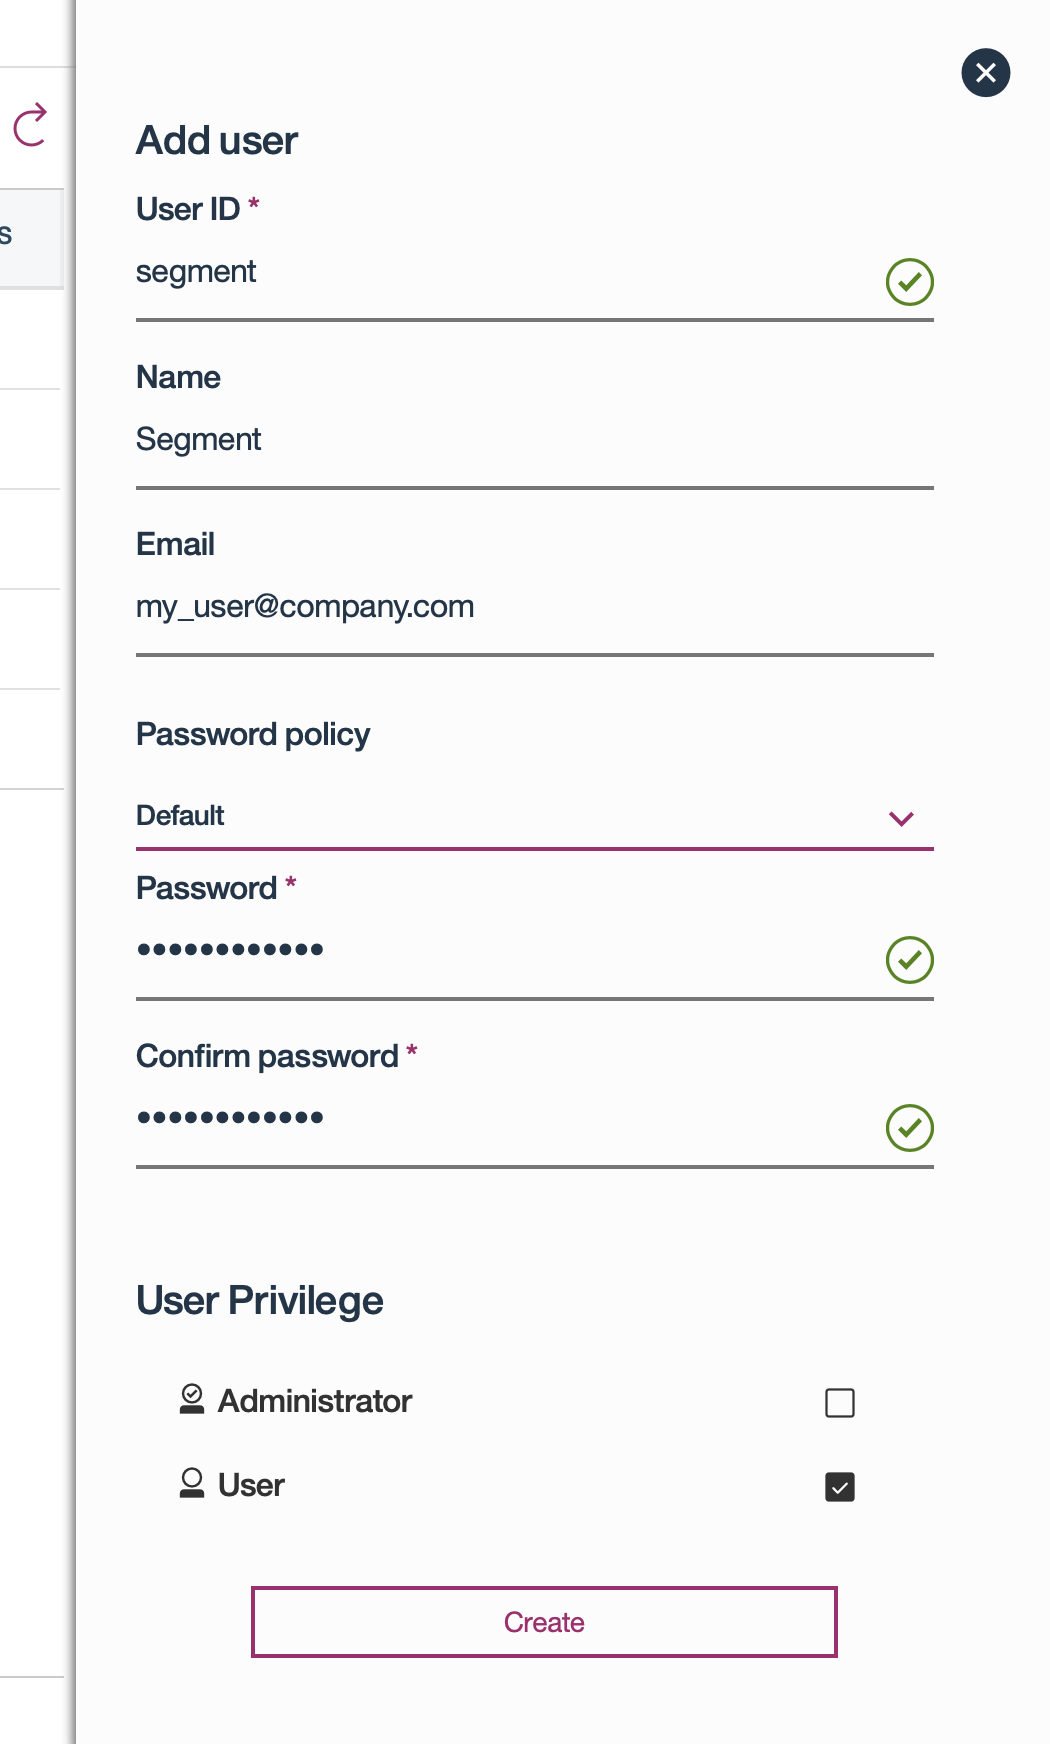 Add user
User ID *
s
segment
Name
Segment
Email
my_user@company.com
Password policy
Default
Password *
••••••••••••
Confirm password *
••••••••••••
User Privilege
Administrator
User
Create